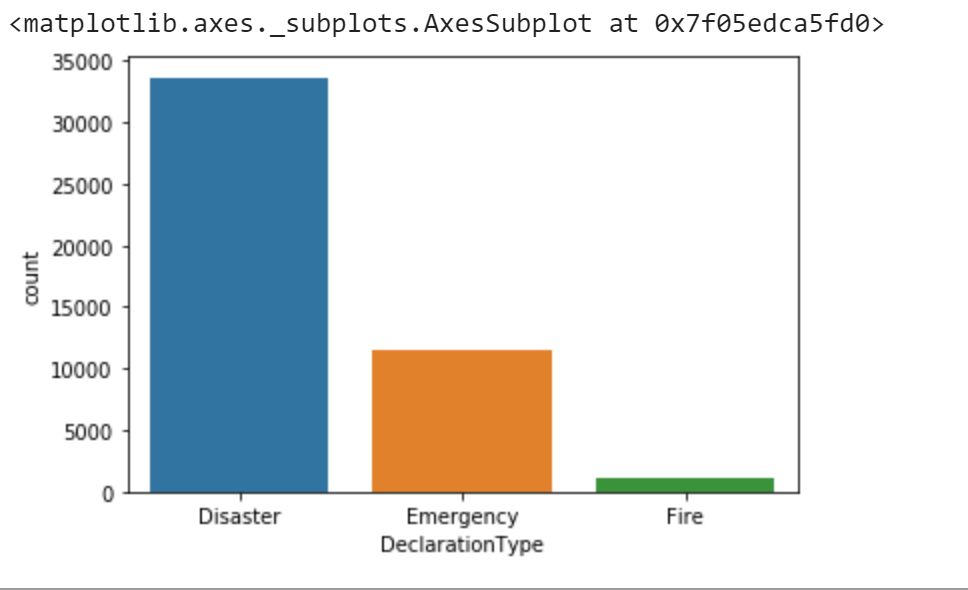 <matplotlib.axes._subplots.AxesSubplot at 0x7f05edca5fd0>
35000
30000
25000
20000
15000
10000
5000
0
count
Disaster Emergency Fire
DeclarationType